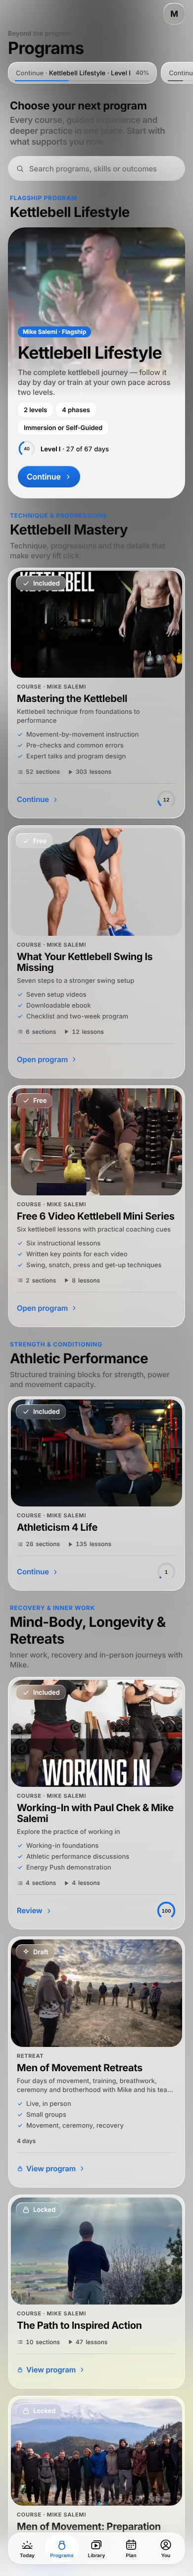 M
Beyond the program
Programs
Continue · Kettlebell Lifestyle · Level I 40%
Continu
Choose your next program
Every course, guided experience and
deeper practice in one place. Start with
what supports you now.
Search programs, skills or outcomes
FLAGSHIP PROGRAM
Kettlebell Lifestyle
Mike Salemi · Flagship
Kettlebell Lifestyle
The complete kettlebell journey — follow it
day by day or train at your own pace across
two levels.
2 levels
4 phases
Immersion or Self-Guided
40
Level I · 27 of 67 days
Continue
TECHNIQUE & PROGRESSIONS
Kettlebell Mastery
Technique, progressions and the details that
make every lift click.
KETTLEBELL
Included
COURSE · MIKE SALEMI
Mastering the Kettlebell
Kettlebell technique from foundations to
performance
Movement-by-movement instruction
Pre-checks and common errors
Expert talks and program design
52 sections
303 lessons
Continue
12
Free
COURSE · MIKE SALEMI
What Your Kettlebell Swing Is
Missing
Seven steps to a stronger swing setup
Seven setup videos
Downloadable ebook
Checklist and two-week program
6 sections
12 lessons
Open program
Free
COURSE · MIKE SALEMI
Free 6 Video Kettlebell Mini Series
Six kettlebell lessons with practical coaching cues
Six instructional lessons
Written key points for each video
Swing, snatch, press and get-up techniques
2 sections
8 lessons
Open program
STRENGTH & CONDITIONING
Athletic Performance
Structured training blocks for strength, power
and movement capacity.
Included
COURSE · MIKE SALEMI
Athleticism 4 Life
28 sections
135 lessons
Continue
1
RECOVERY & INNER WORK
Mind-Body, Longevity &
Retreats
Inner work, recovery and in-person journeys with
Mike.
Included
WORKING IN
COURSE · MIKE SALEMI
Working-In with Paul Chek & Mike
Salemi
Explore the practice of working in
Working-in foundations
Athletic performance discussions
Energy Push demonstration
4 sections
4 lessons
Review
100
Draft
RETREAT
Men of Movement Retreats
Four days of movement, training, breathwork,
ceremony and brotherhood with Mike and his tea...
Live, in person
Small groups
Movement, ceremony, recovery
4 days
View program
Locked
COURSE · MIKE SALEMI
The Path to Inspired Action
10 sections
47 lessons
View program
Locked
COURSE · MIKE SALEMI
Men of Movement: Preparation
Today
Programs
Library
Plan
You